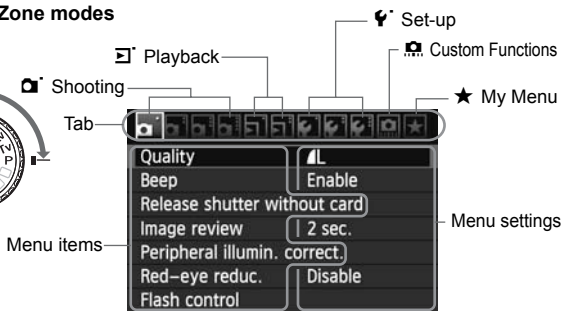 Zone modes
Set-up
Playback
Custom Functions
Shooting
My Menu
Tab
Quality L
Beep Enable
Release shutter without card
Image review 2 sec.
Menu settings
Menu items
Peripheral illumin. correct.
Red-eye reduc. Disable
Flash control
P